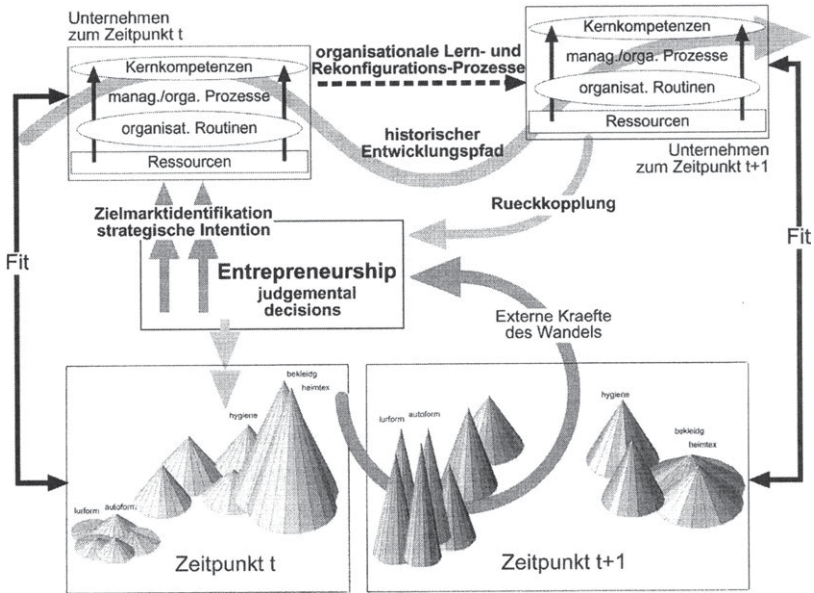 Unternehmen
zum Zeitpunkt t
Kernkompetenzen
manag./orga. Prozesse
organisat. Routinen
Ressourcen
organisationale Lern- und
Rekonfigurations-Prozesse
historischer
Entwicklungspfad
Kernkompetenzen
manag./orga. Prozesse
organisat. Routinen
Ressourcen
Unternehmen
zum Zeitpunkt t+1
Rueckkopplung
Zielmarktidentifikation
strategische Intention
Fit
Fit
Entrepreneurship
judgemental
decisions
Externe Kraefte
des Wandels
bekleidg
heimtex
hygiene
lurform
autoform
Zeitpunkt t
lurform
autoform
hygiene
bekleidg
heimtex
Zeitpunkt t+1